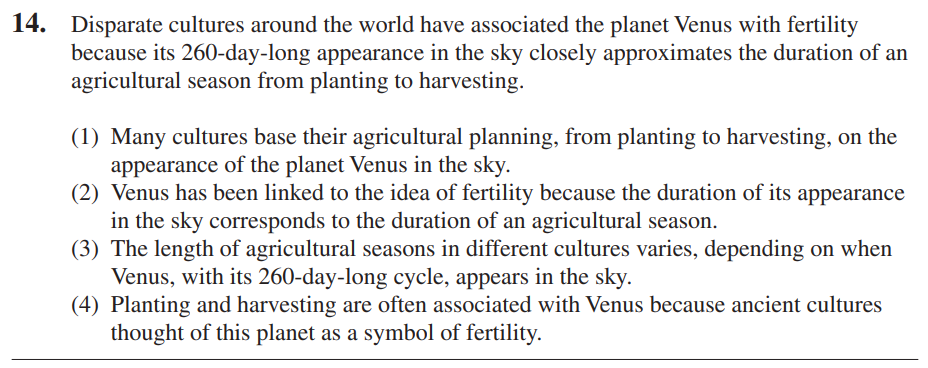 14. Disparate cultures around the world have associated the planet Venus with fertility
because its 260-day-long appearance in the sky closely approximates the duration of an
agricultural season from planting to harvesting.
(1) Many cultures base their agricultural planning, from planting to harvesting, on the
appearance of the planet Venus in the sky.
(2) Venus has been linked to the idea of fertility because the duration of its appearance
in the sky corresponds to the duration of an agricultural season.
(3) The length of agricultural seasons in different cultures varies, depending on when
Venus, with its 260-day-long cycle, appears in the sky.
(4) Planting and harvesting are often associated with Venus because ancient cultures
thought of this planet as a symbol of fertility.